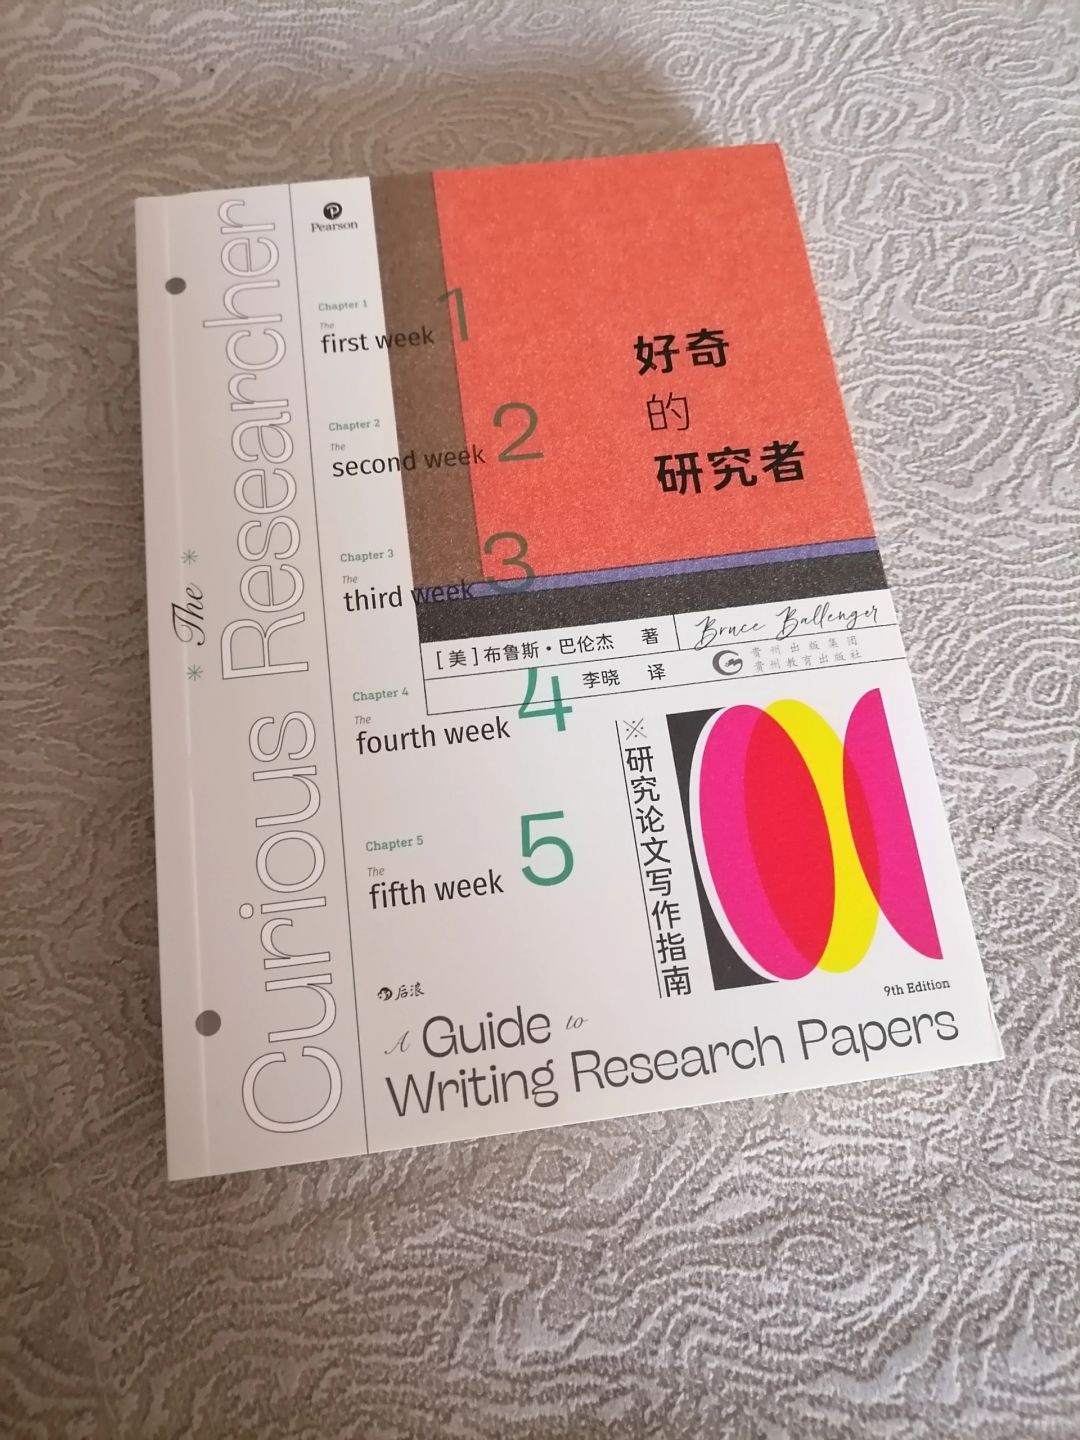 The Curious Researcher
Pearson
Chapter 1
The
first week
1
Chapter 2
The
second week
2
Chapter 3
The
third week
3
好奇
的
研究者
[美]布鲁斯·巴伦杰 著
Bruce Ballenger
李晓 译
贵州出版集团
贵州教育出版社
Chapter 4
The
fourth week
4
Chapter 5
The
fifth week
5
※研究论文写作指南
后浪
9th Edition
A Guide to
Writing Research Papers